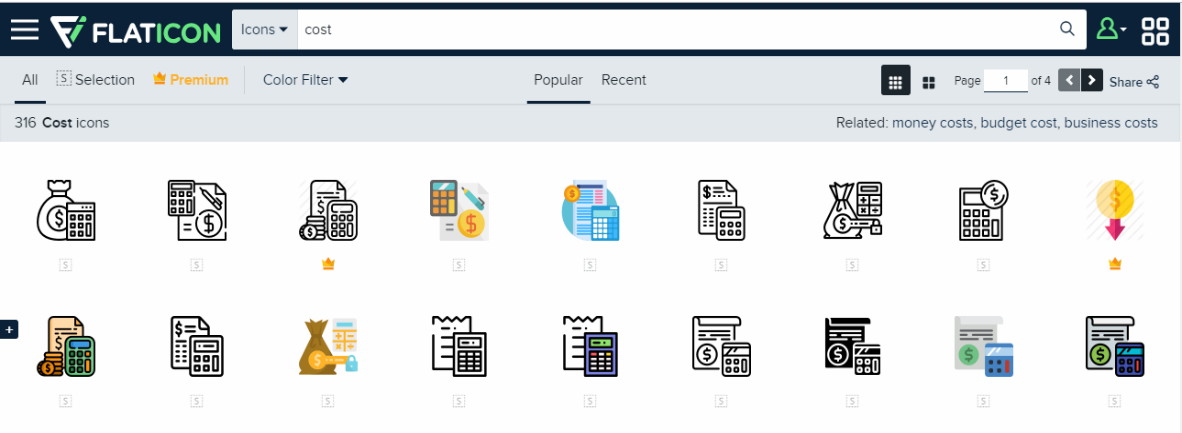 FLATICON Icons cost
All S Selection Premium Color Filter Popular Recent Page 1 of 4 < > Share
316 Cost icons Related: money costs, budget cost, business costs
$ $ $ $ $ $ $ $ $
S S S S S S S
+ $ $ $ $ $ $
S S S S S S S S S